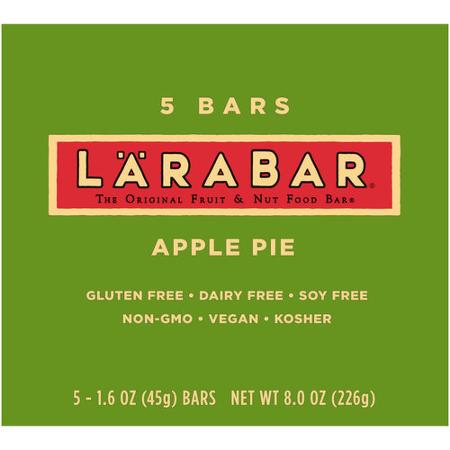 5 BARS
LÄRABAR®
THE ORIGINAL FRUIT & NUT FOOD BAR®
APPLE PIE
GLUTEN FREE • DAIRY FREE • SOY FREE
NON-GMO • VEGAN • KOSHER
5 - 1.6 OZ (45g) BARS NET WT 8.0 OZ (226g)